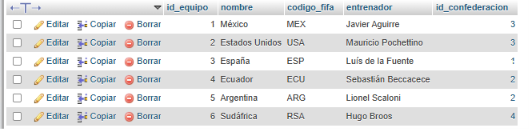 id_equipo nombre codigo_fifa entrenador id_confederacion
Editar Copiar Borrar 1 México MEX Javier Aguirre 3
Editar Copiar Borrar 2 Estados Unidos USA Mauricio Pochettino 3
Editar Copiar Borrar 3 España ESP Luís de la Fuente 1
Editar Copiar Borrar 4 Ecuador ECU Sebastián Beccacece 2
Editar Copiar Borrar 5 Argentina ARG Lionel Scaloni 2
Editar Copiar Borrar 6 Sudáfrica RSA Hugo Broos 4